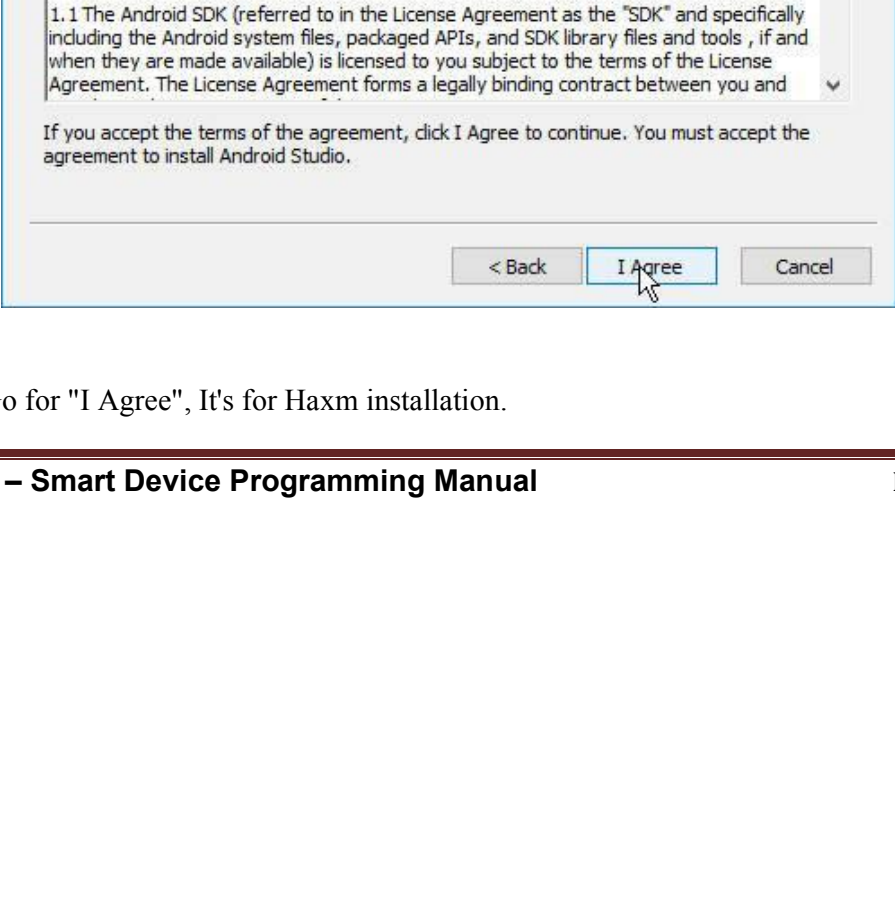 1.1 The Android SDK (referred to in the License Agreement as the "SDK" and specifically
including the Android system files, packaged APIs, and SDK library files and tools , if and
when they are made available) is licensed to you subject to the terms of the License
Agreement. The License Agreement forms a legally binding contract between you and
If you accept the terms of the agreement, click I Agree to continue. You must accept the
agreement to install Android Studio.
< Back I Agree Cancel
o for "I Agree", It's for Haxm installation.
– Smart Device Programming Manual